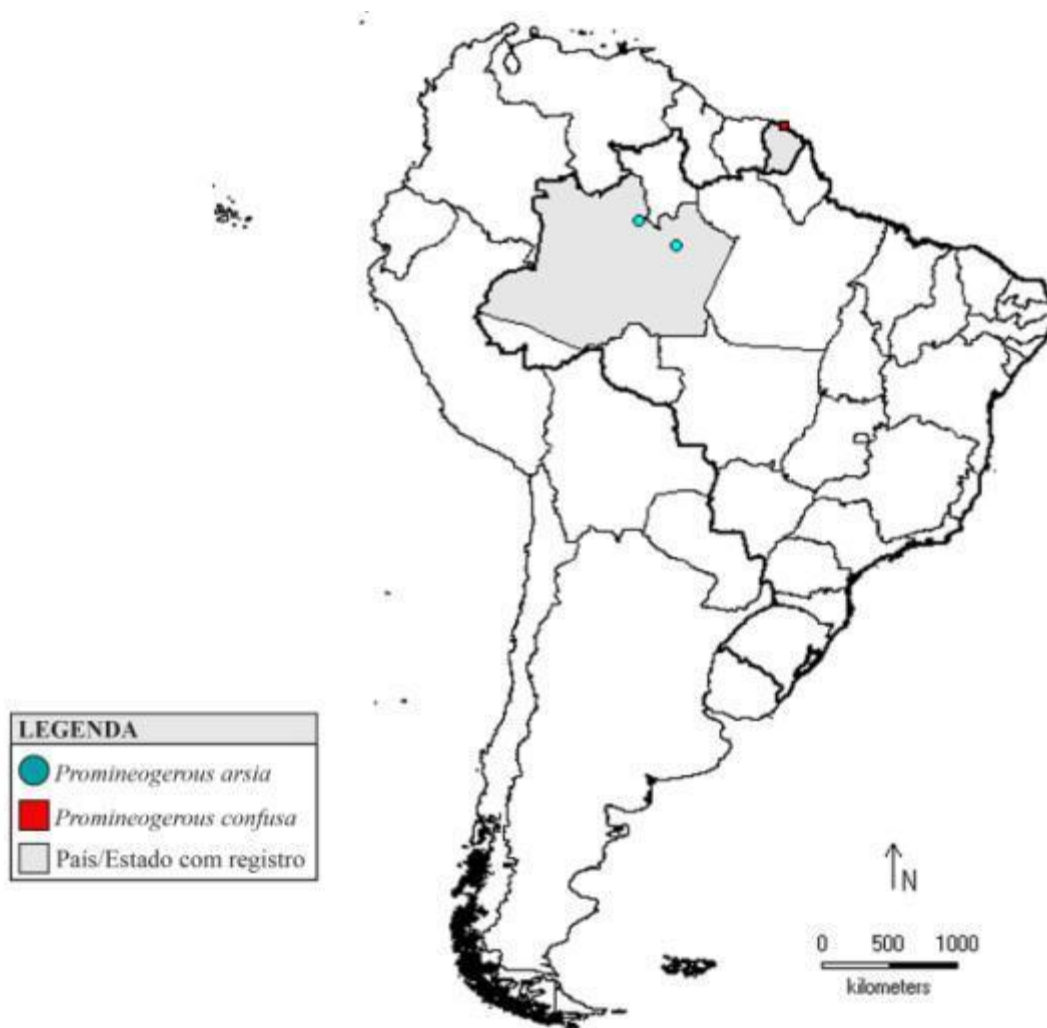 LEGENDA
Promineogerous arsia
Promineogerous confusa
País/Estado com registro
N
0 500 1000
kilometers